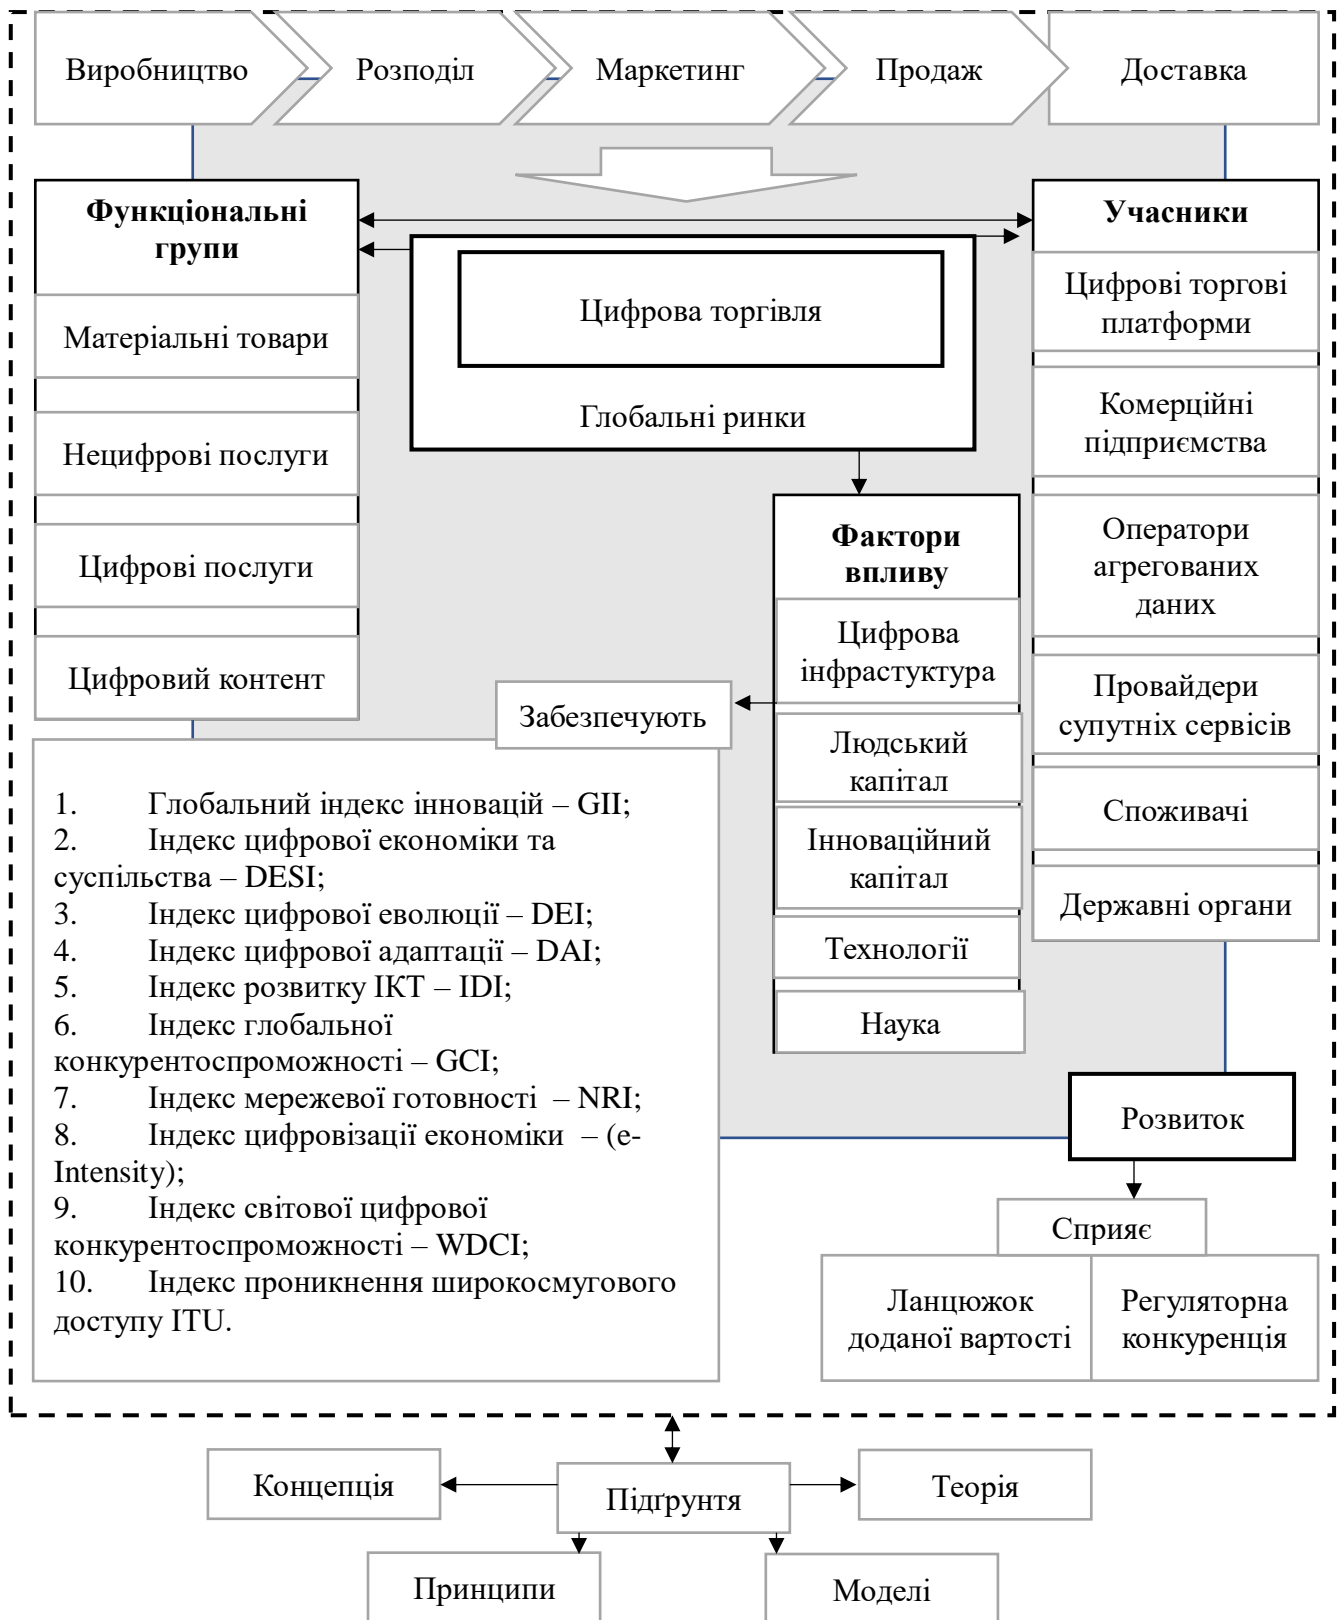 Виробництво
Розподіл
Маркетинг
Продаж
Доставка
Функціональні
групи
Матеріальні товари
Нецифрові послуги
Цифрові послуги
Цифровий контент
Цифрова торгівля
Глобальні ринки
Учасники
Цифрові торгові
платформи
Комерційні
підприємства
Оператори
агрегованих
даних
Провайдери
супутніх сервісів
Споживачі
Державні органи
Фактори
впливу
Цифрова
інфрастуктура
Людський
капітал
Інноваційний
капітал
Технології
Наука
Забезпечують
1. Глобальний індекс інновацій – GII;
2. Індекс цифрової економіки та
суспільства – DESI;
3. Індекс цифрової еволюції – DEI;
4. Індекс цифрової адаптації – DAI;
5. Індекс розвитку ІКТ – IDI;
6. Індекс глобальної
конкурентоспроможності – GCI;
7. Індекс мережевої готовності – NRI;
8. Індекс цифровізації економіки – (e-
Intensity);
9. Індекс світової цифрової
конкурентоспроможності – WDCI;
10. Індекс проникнення широкосмугового
доступу ITU.
Розвиток
Сприяє
Ланцюжок
доданої вартості
Регуляторна
конкуренція
Концепція
Підґрунтя
Теорія
Принципи
Моделі